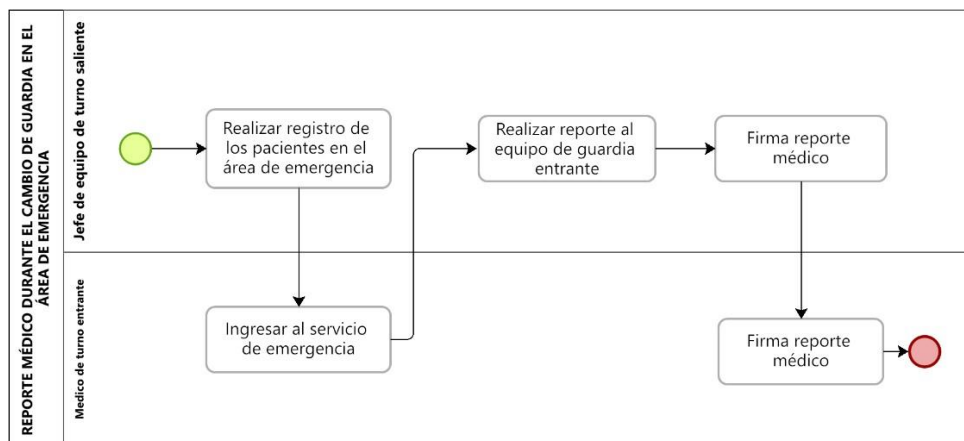 REPORTE MÉDICO DURANTE EL CAMBIO DE GUARDIA EN EL
ÁREA DE EMERGENCIA
Jefe de equipo de turno saliente
Realizar registro de
los pacientes en el
área de emergencia
Realizar reporte al
equipo de guardia
entrante
Firma reporte
médico
Medico de turno entrante
Ingresar al servicio
de emergencia
Firma reporte
médico